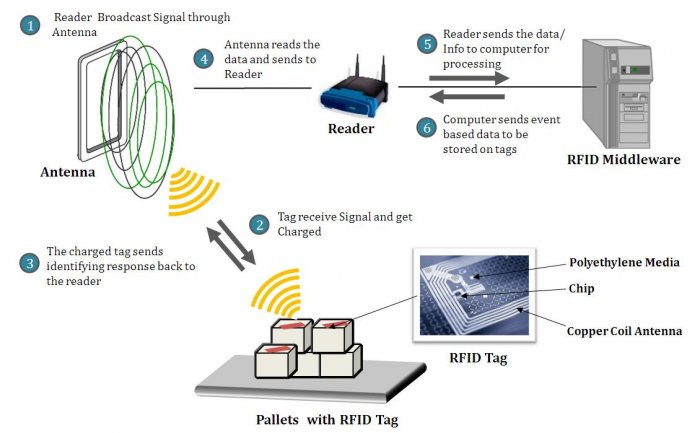 1
Reader Broadcast Signal through
Antenna
4
Antenna reads the
data and sends to
Reader
5
Reader sends the data/
Info to computer for
processing
Reader
6
Computer sends event
based data to be
stored on tags
RFID Middleware
Antenna
2
Tag receive Signal and get
Charged
3
The charged tag sends
identifying response back to
the reader
Polyethylene Media
Chip
Copper Coil Antenna
RFID Tag
Pallets with RFID Tag